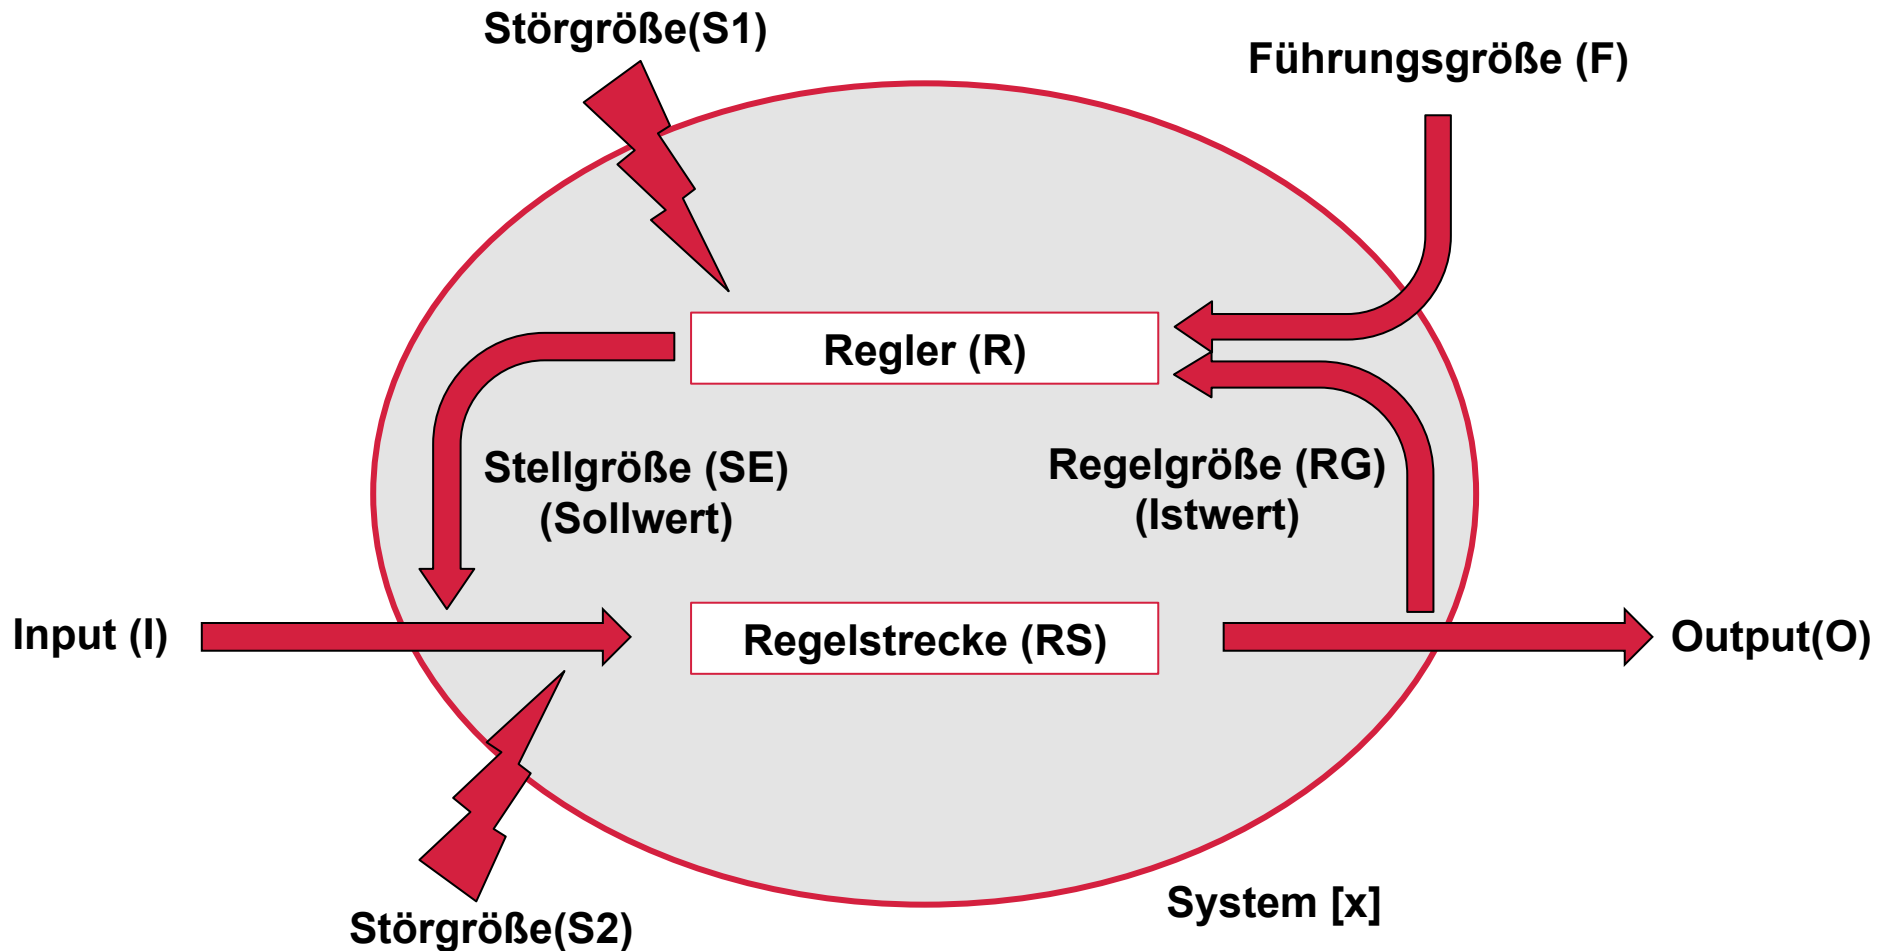 Störgröße(S1)
Führungsgröße (F)
Regler (R)
Stellgröße (SE)
(Sollwert)
Regelgröße (RG)
(Istwert)
Input (I)
Regelstrecke (RS)
Output(O)
System [x]
Störgröße(S2)